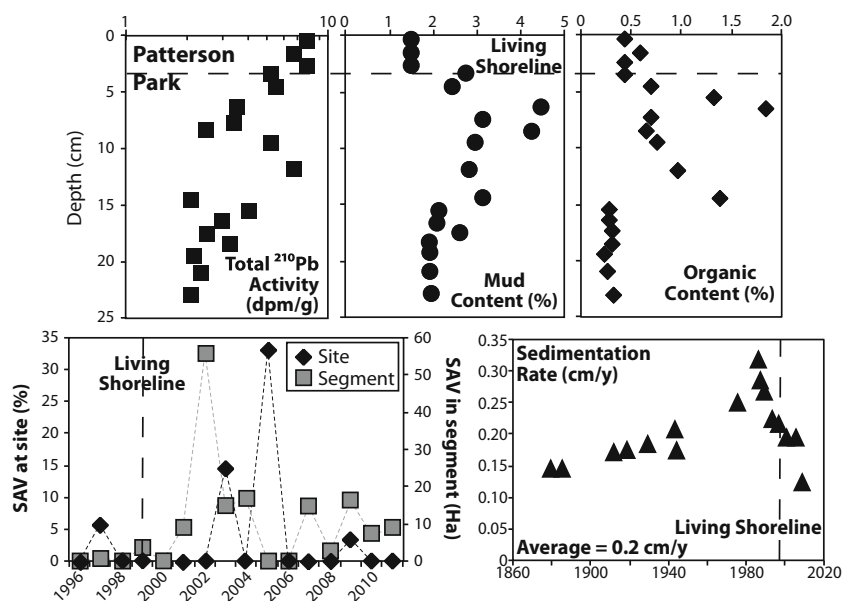 1 10
0 1 2 3 4 5
0 0.5 1.0 1.5 2.0
0
5
10
15
20
25
Depth (cm)
Patterson
Park
Total ²¹⁰Pb
Activity
(dpm/g)
Living
Shoreline
Mud
Content (%)
Organic
Content (%)
35
30
25
20
15
10
5
0
SAV at site (%)
Living
Shoreline
Site
Segment
60
50
40
30
20
10
0
SAV in segment (Ha)
1996 1998 2000 2002 2004 2006 2008 2010
Sedimentation
Rate (cm/y)
0.35
0.30
0.25
0.20
0.15
0.10
0.05
0.00
Living Shoreline
Average = 0.2 cm/y
1860 1900 1940 1980 2020